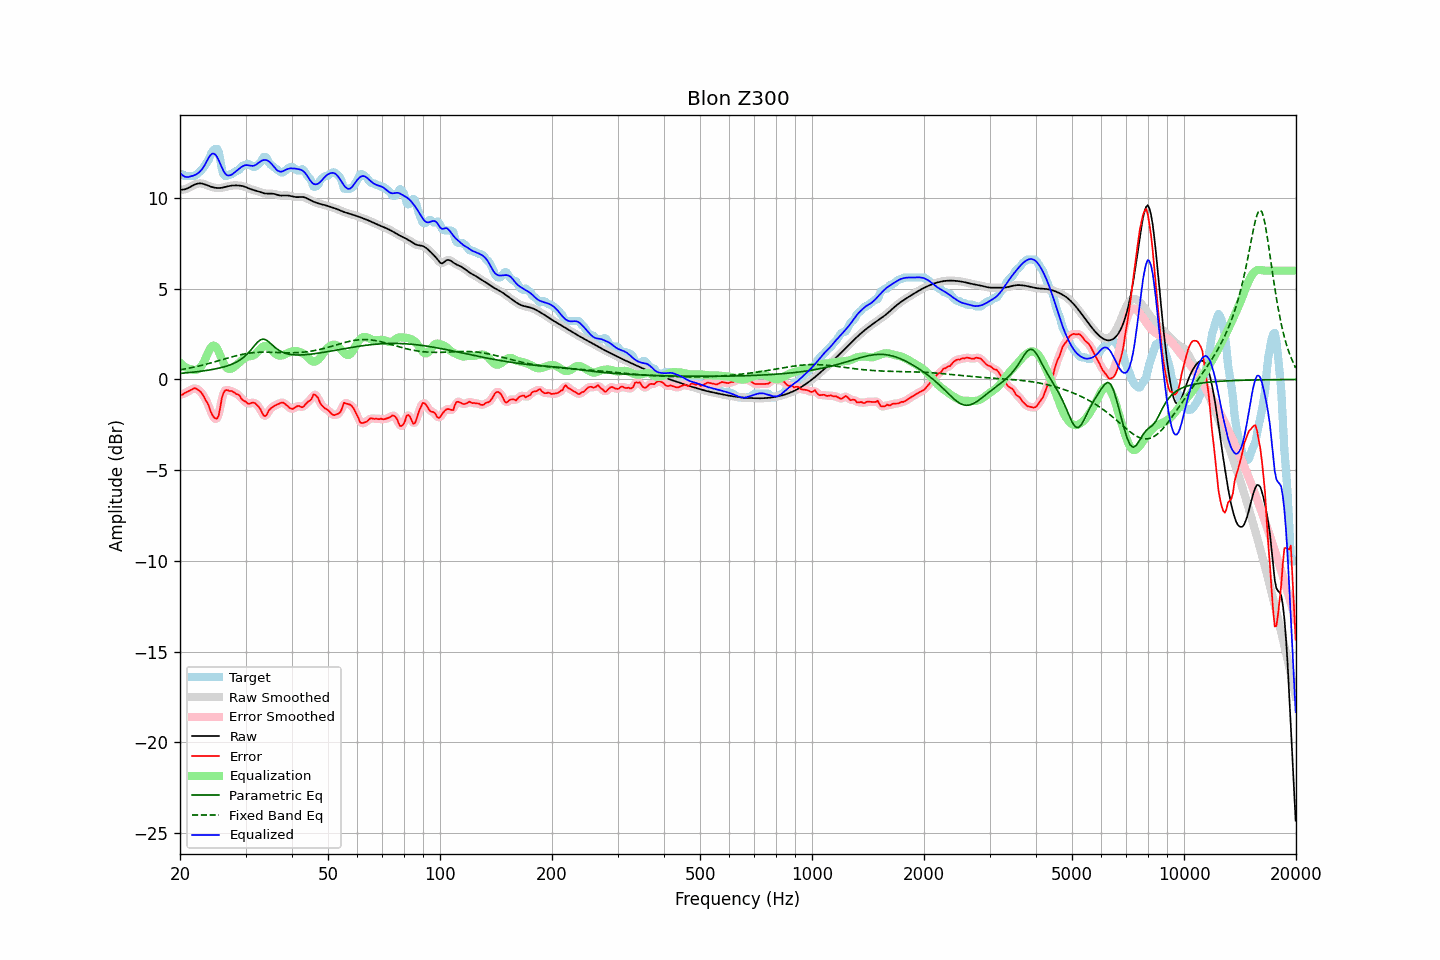 Blon Z300
Amplitude (dBr)
10
5
0
−5
−10
−15
−20
−25
Target
Raw Smoothed
Error Smoothed
Raw
Error
Equalization
Parametric Eq
Fixed Band Eq
Equalized
20 50 100 200 500 1000 2000 5000 10000 20000
Frequency (Hz)